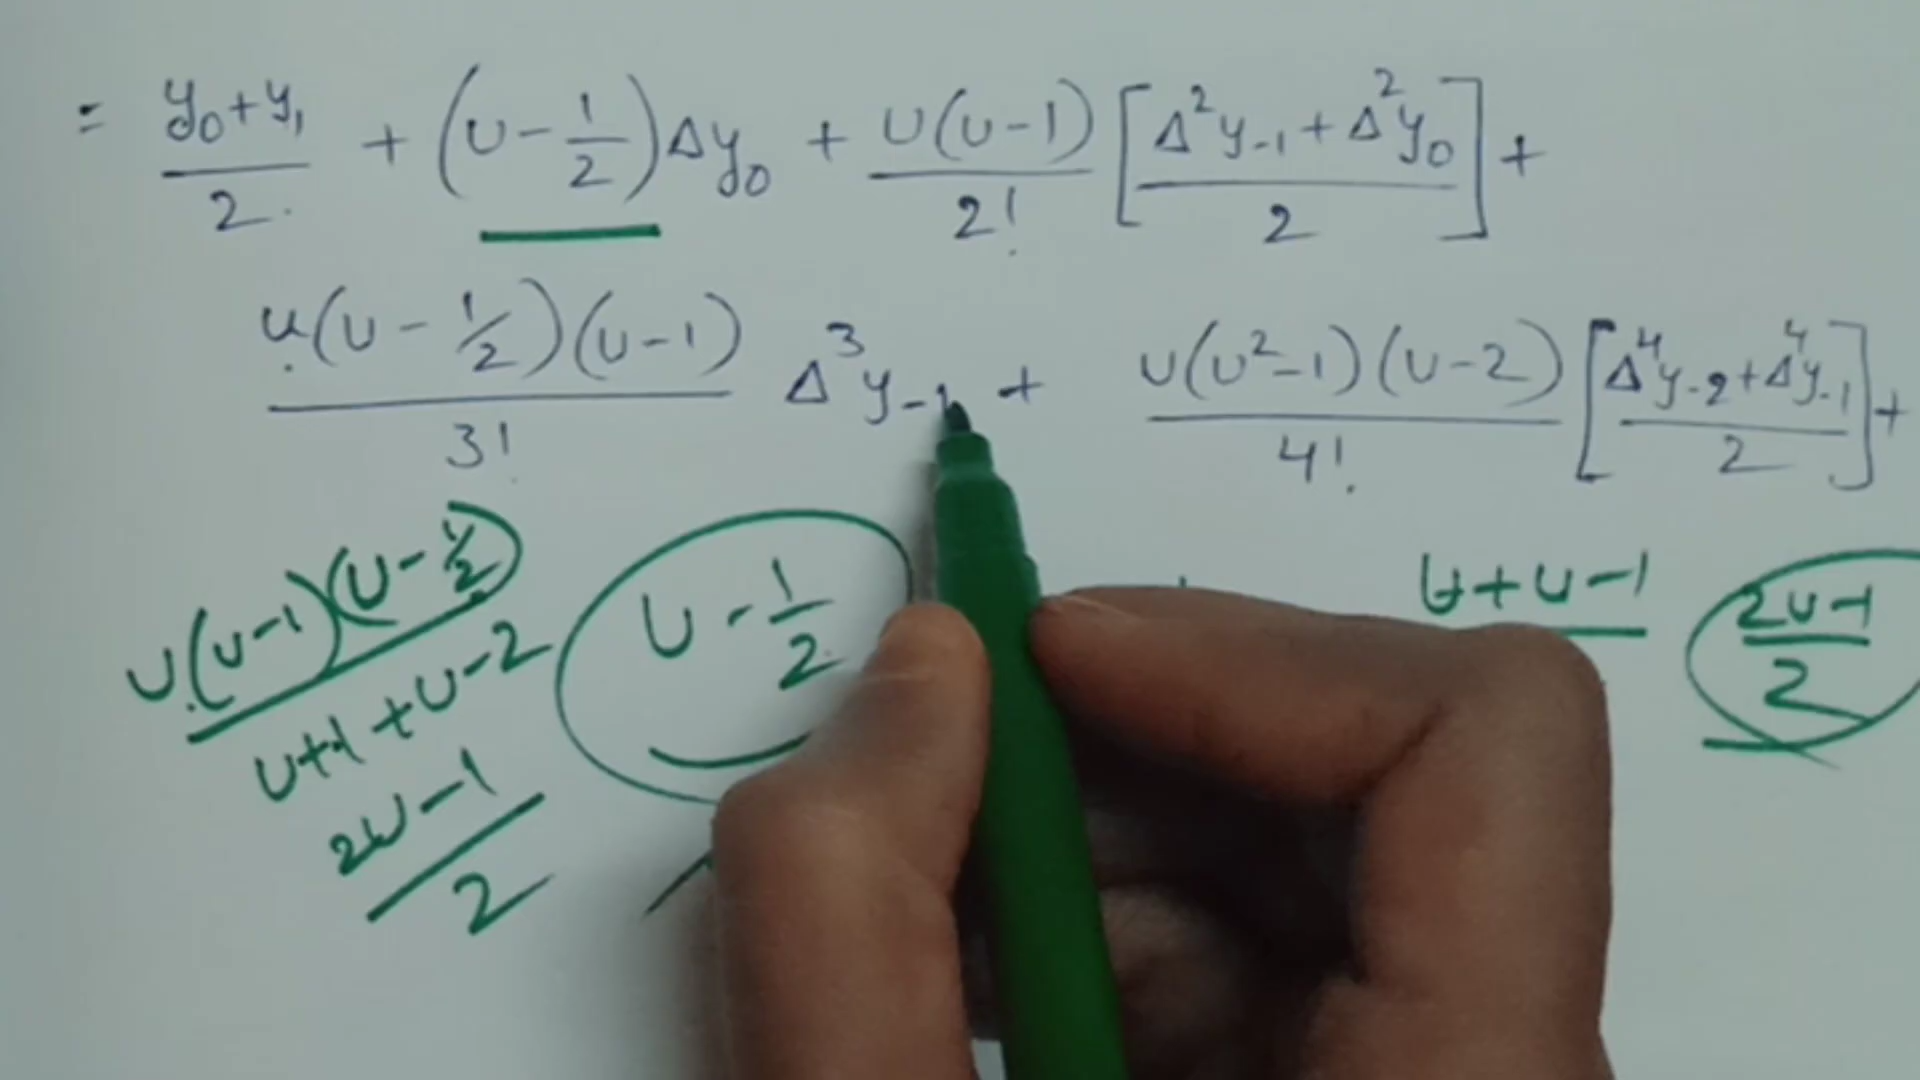 = (y₀+y₁)/2 + (U-1/2)Δy₀ + U(U-1)/2! [(Δ²y₋₁+Δ²y₀)/2] +
u(U-1/2)(U-1)/3! Δ³y₋₁ + U(U²-1)(U-2)/4! [(Δ⁴y₋₂+Δ⁴y₋₁)/2] +
U(U-1)(U-1/2)
U+1+U-2
(2U-1)/2
U-1/2
U+U-1
(2U-1)/2